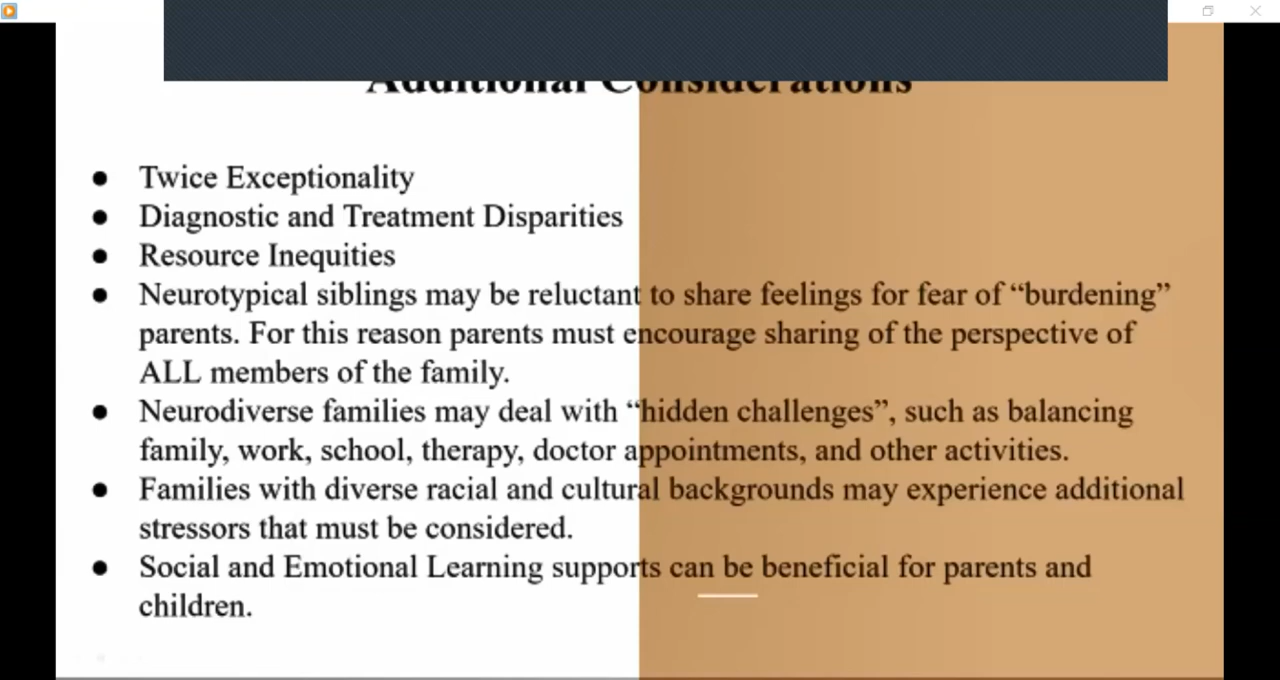 Additional Considerations
● Twice Exceptionality
● Diagnostic and Treatment Disparities
● Resource Inequities
● Neurotypical siblings may be reluctant to share feelings for fear of “burdening”
parents. For this reason parents must encourage sharing of the perspective of
ALL members of the family.
● Neurodiverse families may deal with “hidden challenges”, such as balancing
family, work, school, therapy, doctor appointments, and other activities.
● Families with diverse racial and cultural backgrounds may experience additional
stressors that must be considered.
● Social and Emotional Learning supports can be beneficial for parents and
children.